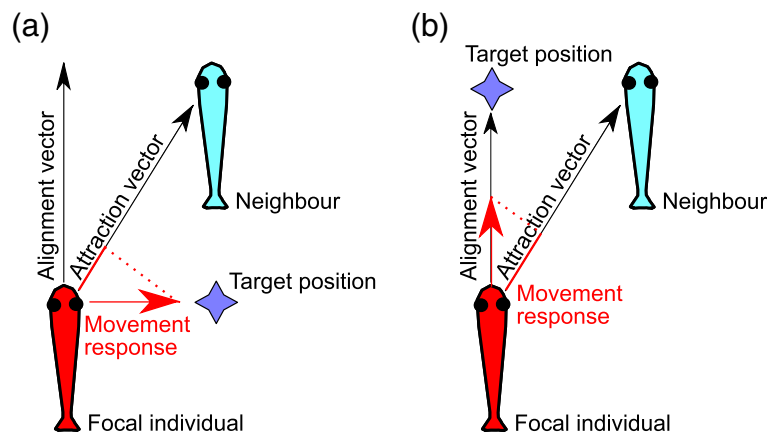 (a)
Alignment vector
Attraction vector
Neighbour
Target position
Movement
response
Focal individual
(b)
Target position
Alignment vector
Attraction vector
Neighbour
Movement
response
Focal individual